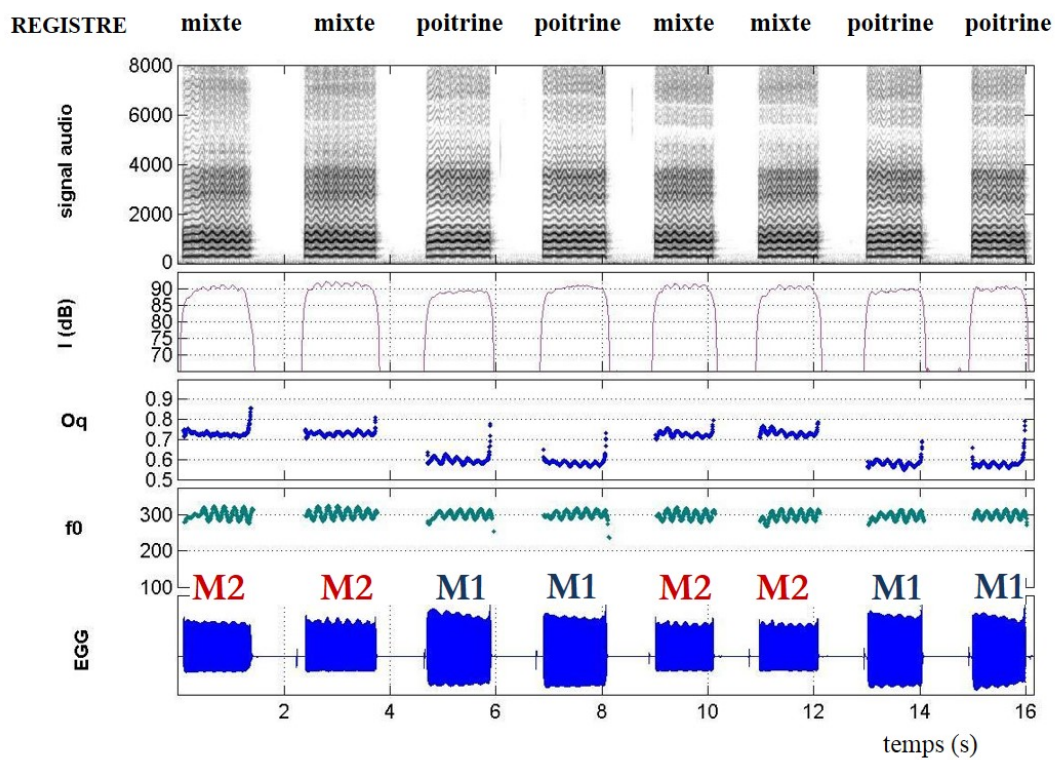 REGISTRE mixte mixte poitrine poitrine mixte mixte poitrine poitrine
8000
6000
signal audio
4000
2000
0
90
85
I (dB)
80
75
70
0.9
0.8
Oq
0.7
0.6
0.5
300
f0
200
100
M2 M2 M1 M1 M2 M2 M1 M1
EGG
2 4 6 8 10 12 14 16
temps (s)